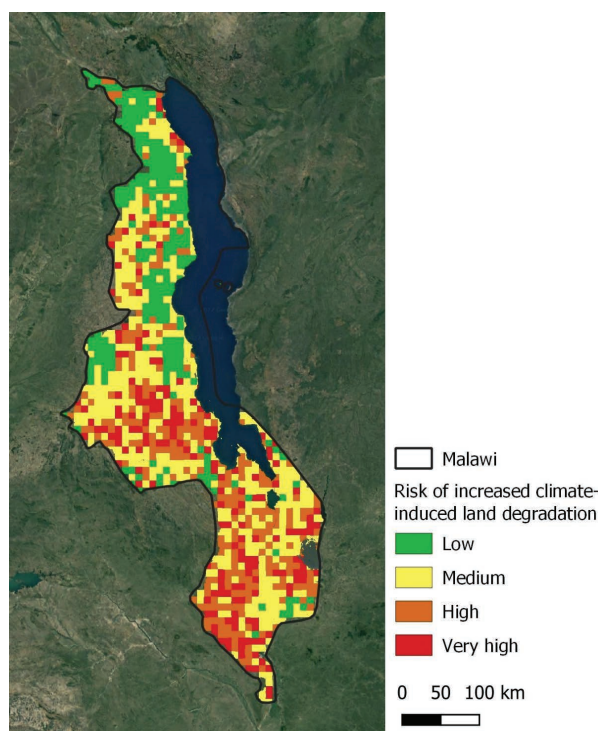 Malawi
Risk of increased climate-
induced land degradation
Low
Medium
High
Very high
0 50 100 km